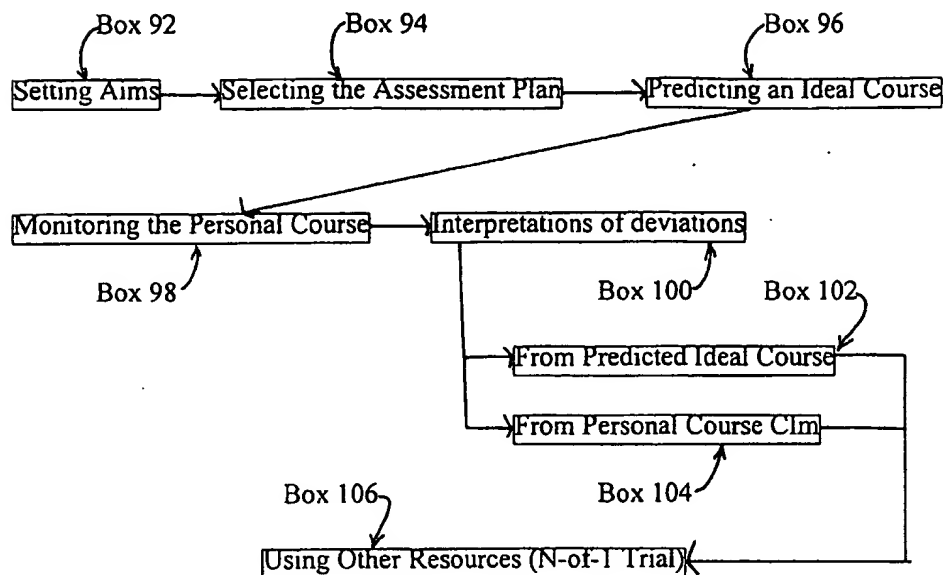 Box 92
Box 94
Box 96
Setting Aims
Selecting the Assessment Plan
Predicting an Ideal Course
Monitoring the Personal Course
Interpretations of deviations
Box 98
Box 100
Box 102
From Predicted Ideal Course
From Personal Course CIm
Box 106
Box 104
Using Other Resources (N-of-1 Trial)